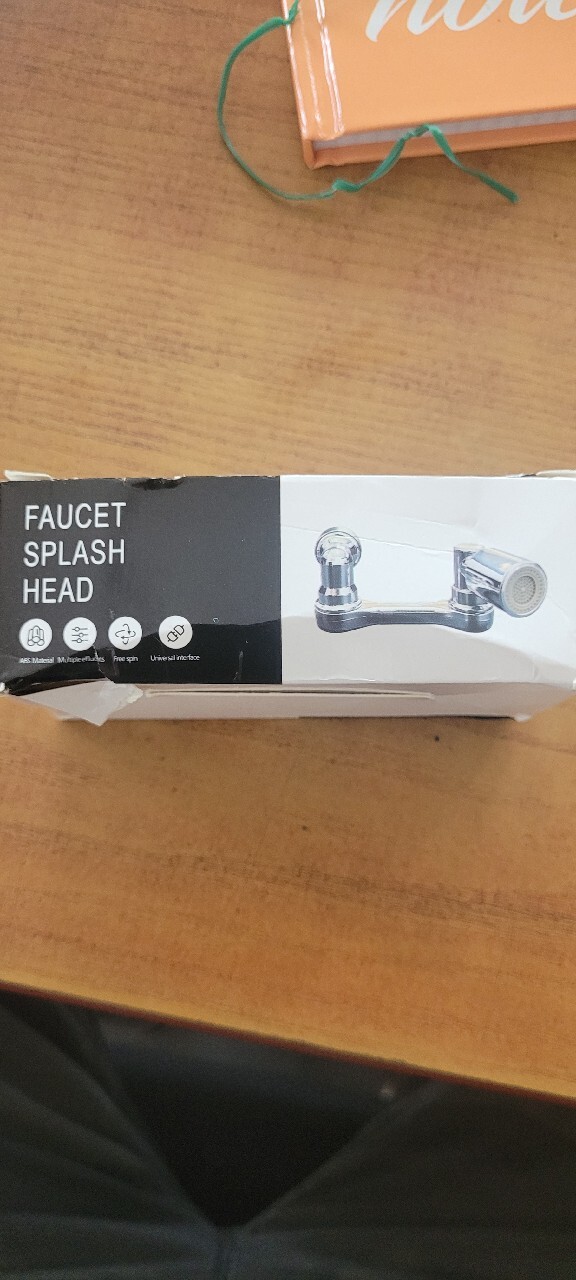 FAUCET
SPLASH
HEAD
ABS Material Multiple effluents Free spin Universal interface